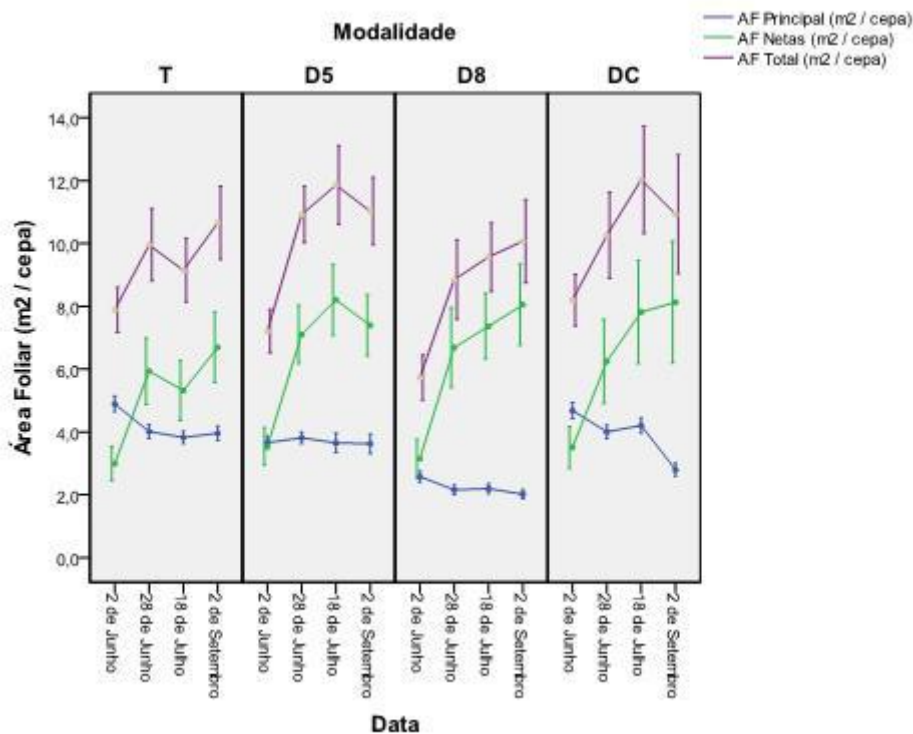 Modalidade
AF Principal (m2 / cepa)
AF Netas (m2 / cepa)
AF Total (m2 / cepa)
T D5 D8 DC
Área Foliar (m2 / cepa)
14,0
12,0
10,0
8,0
6,0
4,0
2,0
0,0
2 de Junho
28 de Junho
18 de Julho
2 de Setembro
2 de Junho
28 de Junho
18 de Julho
2 de Setembro
2 de Junho
28 de Junho
18 de Julho
2 de Setembro
2 de Junho
28 de Junho
18 de Julho
2 de Setembro
Data